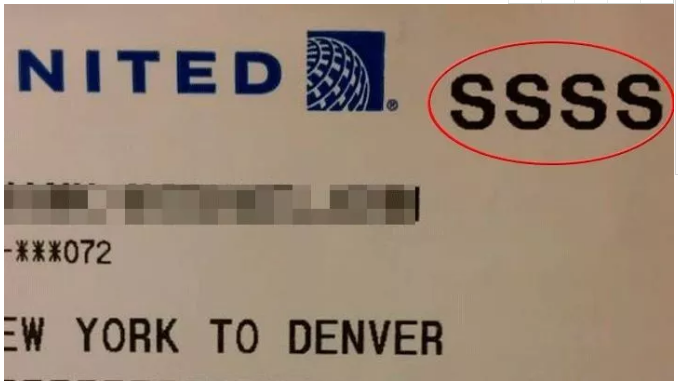 NITED SSSS
-***072
EW YORK TO DENVER